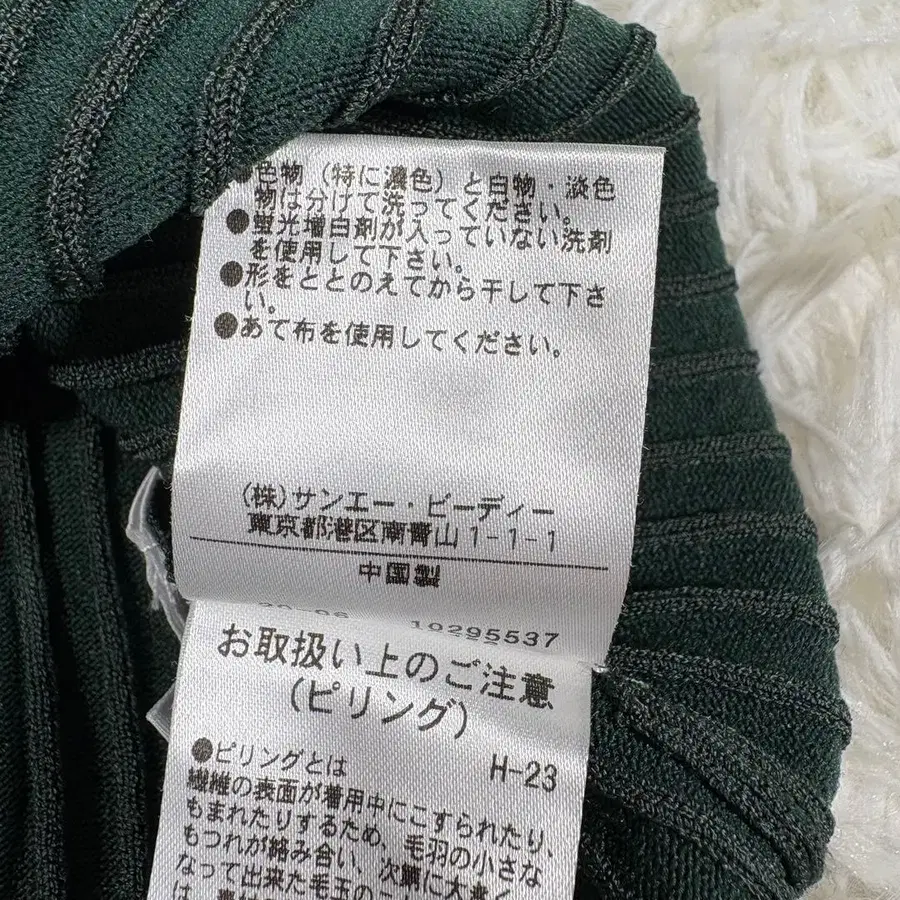 ●色物（特に濃色）と白物・淡色
物は分けて洗ってください。
●蛍光増白剤が入っていない洗剤
を使用して下さい。
●形をととのえてから干して下さ
い。
●あて布を使用してください。
(株)サンエー・ビーディー
東京都港区南青山1-1-1
中国製
20-06 10295537
お取扱い上のご注意
(ピリング)
H-23
●ピリングとは
繊維の表面が着用中にこすられたり、
もまれたりするため、毛羽の小さな
もつれが絡み合い、次第に大き
なって出来た毛玉のこ
は、